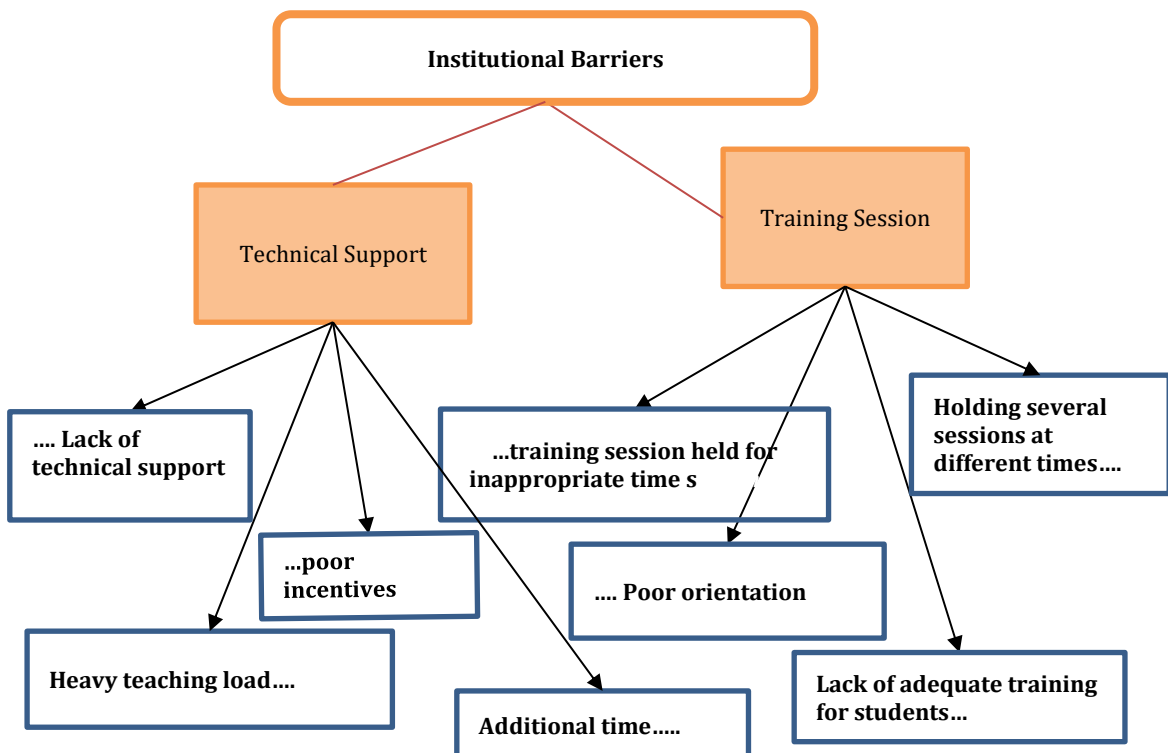 Institutional Barriers
Training Session
Technical Support
Holding several
sessions at
different times....
.... Lack of
technical support
...training session held for
inappropriate time s
...poor
incentives
.... Poor orientation
Heavy teaching load....
Lack of adequate training
for students...
Additional time.....